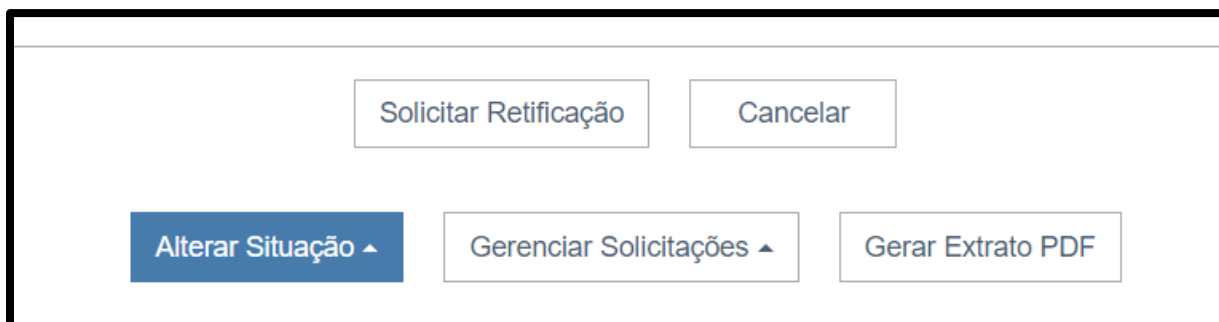 Solicitar Retificação Cancelar
Alterar Situação Gerenciar Solicitações Gerar Extrato PDF